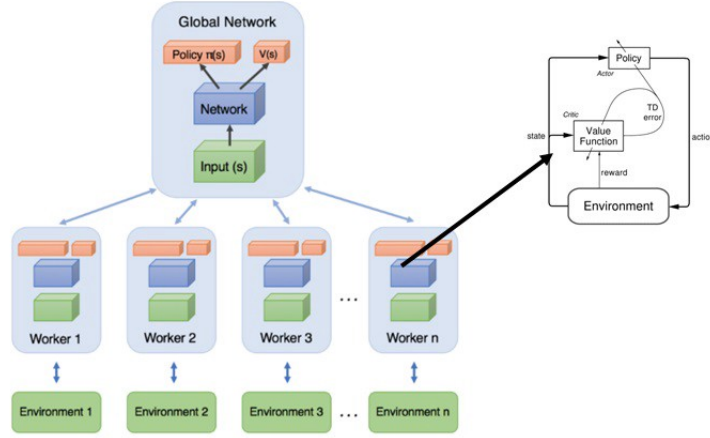 Global Network
Policy π(s)
V(s)
Network
Input (s)
Worker 1
Worker 2
Worker 3
...
Worker n
Environment 1
Environment 2
Environment 3
...
Environment n
Policy
Actor
TD
error
Critic
Value
Function
state
actio
reward
Environment